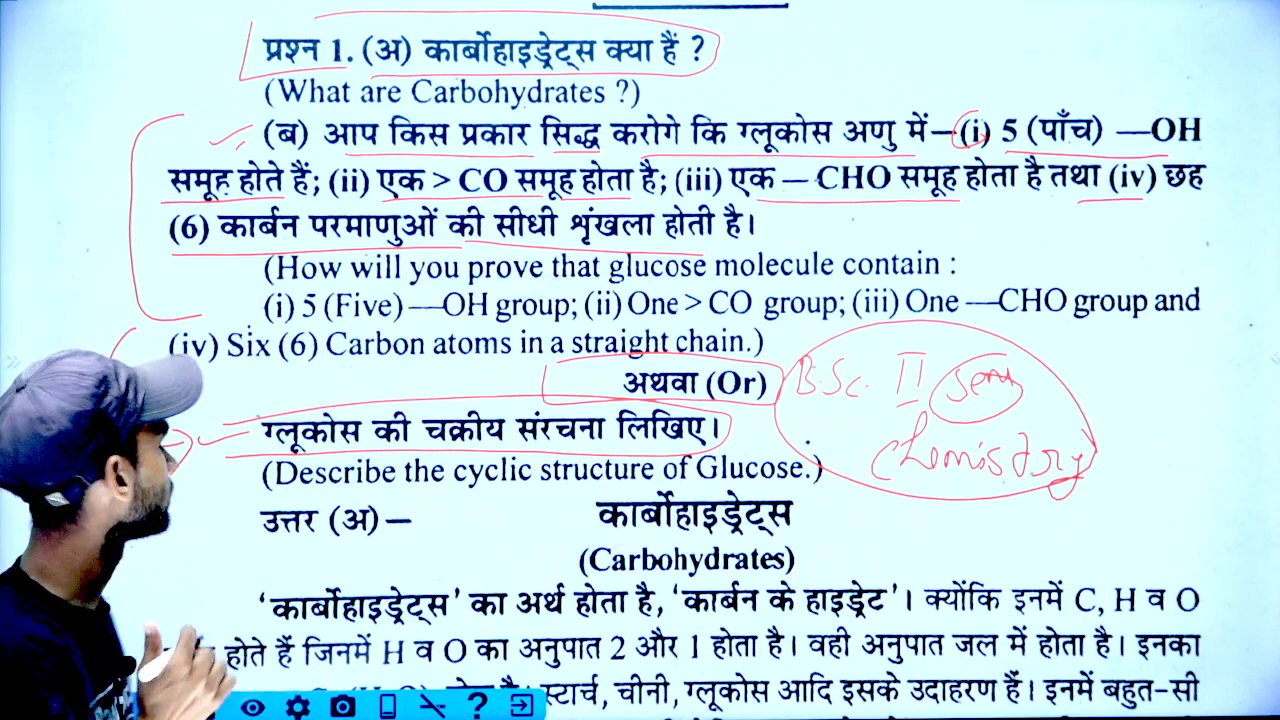 प्रश्न 1. (अ) कार्बोहाइड्रेट्स क्या हैं ?
(What are Carbohydrates ?)
(ब) आप किस प्रकार सिद्ध करोगे कि ग्लूकोस अणु में—(i) 5 (पाँच) —OH
समूह होते हैं; (ii) एक > CO समूह होता है; (iii) एक — CHO समूह होता है तथा (iv) छह
(6) कार्बन परमाणुओं की सीधी शृंखला होती है।
(How will you prove that glucose molecule contain :
(i) 5 (Five) —OH group; (ii) One > CO group; (iii) One —CHO group and
(iv) Six (6) Carbon atoms in a straight chain.)
अथवा (Or)
B.Sc. II Sem
Chemistry
ग्लूकोस की चक्रीय संरचना लिखिए।
(Describe the cyclic structure of Glucose.)
उत्तर (अ) — कार्बोहाइड्रेट्स
(Carbohydrates)
‘कार्बोहाइड्रेट्स’ का अर्थ होता है, ‘कार्बन के हाइड्रेट’। क्योंकि इनमें C, H व O
होते हैं जिनमें H व O का अनुपात 2 और 1 होता है। वही अनुपात जल में होता है। इनका
स्टार्च, चीनी, ग्लूकोस आदि इसके उदाहरण हैं। इनमें बहुत-सी